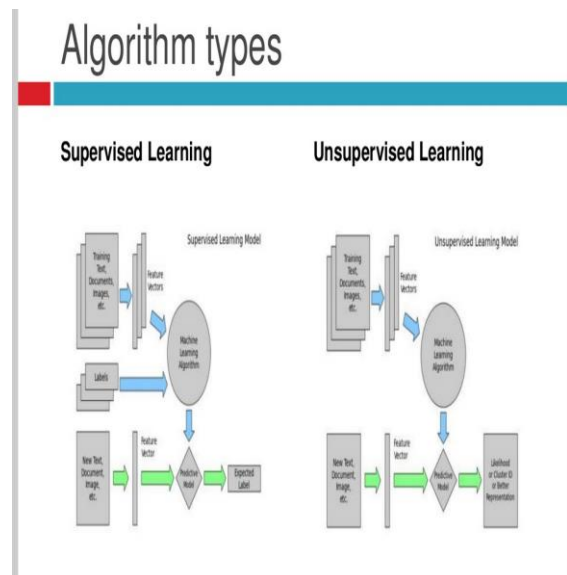 Algorithm types
Supervised Learning
Supervised Learning Model
Training
Text,
Documents,
Images,
etc.
Feature
Vectors
Machine
Learning
Algorithm
Labels
New Text,
Document,
Image,
etc.
Feature
Vector
Predictive
Model
Expected
Label
Unsupervised Learning
Unsupervised Learning Model
Training
Text,
Documents,
Images,
etc.
Feature
Vectors
Machine
Learning
Algorithm
New Text,
Document,
Image,
etc.
Feature
Vector
Predictive
Model
Likelihood
or Cluster ID
or Better
Representation